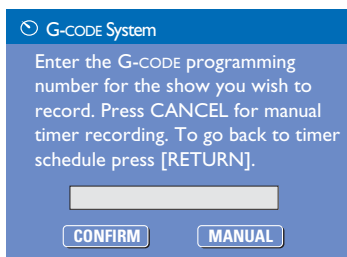 G-CODE System
Enter the G-CODE programming
number for the show you wish to
record. Press CANCEL for manual
timer recording. To go back to timer
schedule press [RETURN].
CONFIRM MANUAL